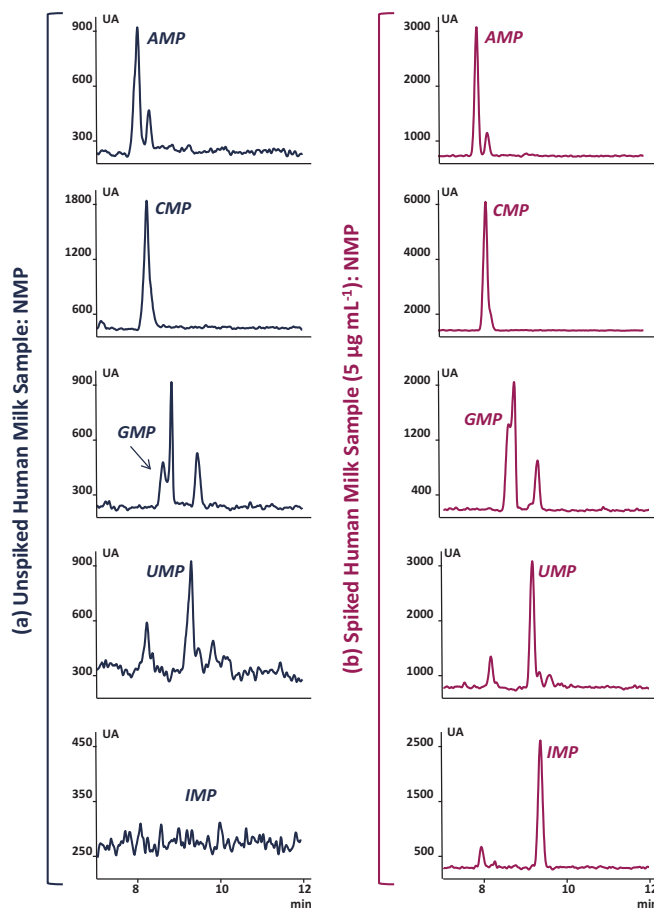 (a) Unspiked Human Milk Sample: NMP
UA
900
600
300
AMP
UA
1800
1200
600
CMP
UA
900
600
300
GMP
UA
900
600
300
UMP
UA
450
350
250
IMP
8 10 12
min
(b) Spiked Human Milk Sample (5 µg mL⁻¹): NMP
UA
3000
1000
AMP
UA
6000
4000
2000
CMP
UA
2000
1200
400
GMP
UA
3000
2000
1000
UMP
UA
2500
1500
500
IMP
8 10 12
min